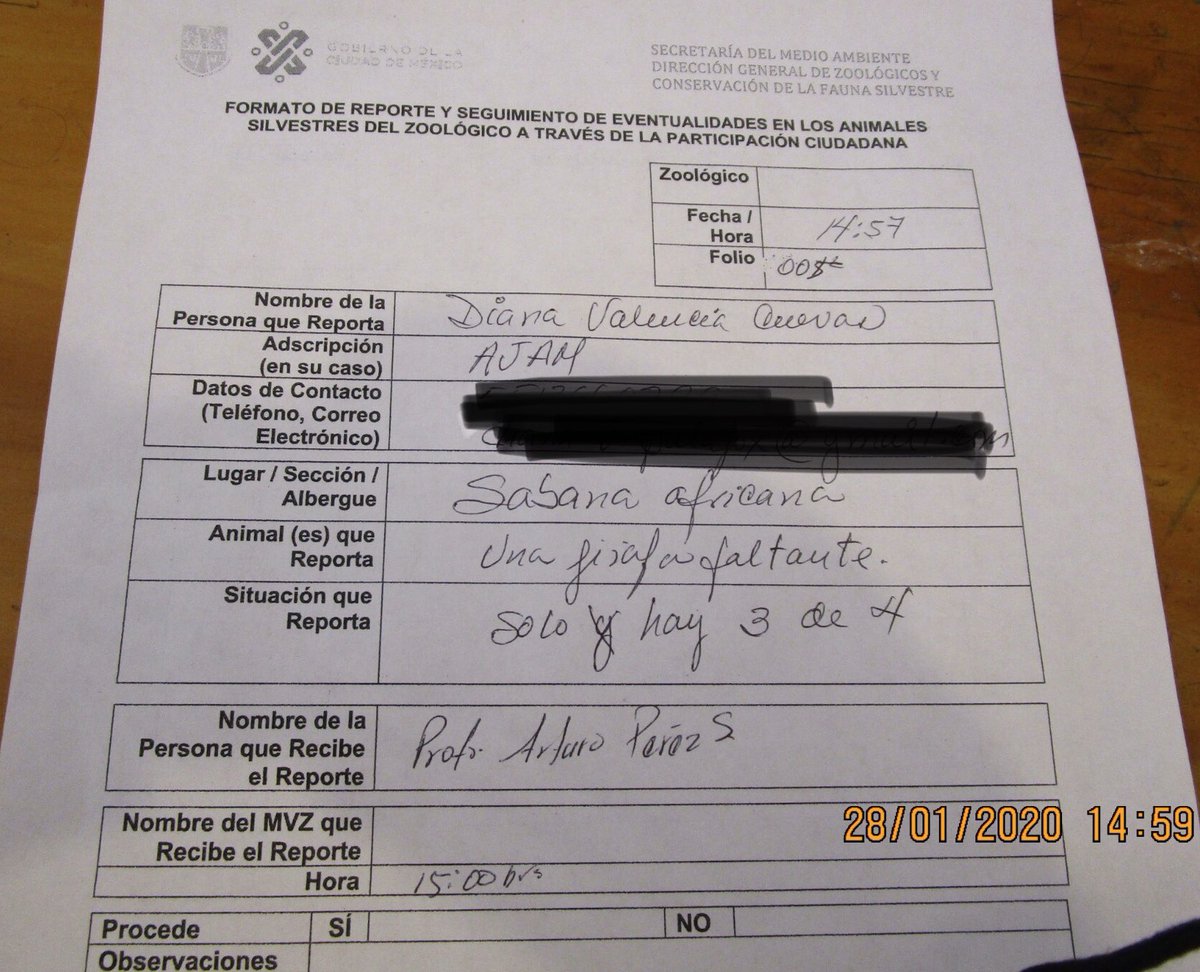 GOBIERNO DE LA
CIUDAD DE MÉXICO
SECRETARÍA DEL MEDIO AMBIENTE
DIRECCIÓN GENERAL DE ZOOLÓGICOS Y
CONSERVACIÓN DE LA FAUNA SILVESTRE
FORMATO DE REPORTE Y SEGUIMIENTO DE EVENTUALIDADES EN LOS ANIMALES
SILVESTRES DEL ZOOLÓGICO A TRAVÉS DE LA PARTICIPACIÓN CIUDADANA
Zoológico
Fecha / Hora 14:57
Folio
Nombre de la
Persona que Reporta Diana Valencia Cuevas
Adscripción
(en su caso) AJAM
Datos de Contacto
(Teléfono, Correo
Electrónico)
Lugar / Sección /
Albergue Sabana africana
Animal (es) que
Reporta Una jirafa faltante.
Situación que
Reporta Solo y hay 3 de 4
Nombre de la
Persona que Recibe
el Reporte Profr. Arturo Peréz S
Nombre del MVZ que
Recibe el Reporte
28/01/2020 14:59
Hora 15:00 hrs
Procede SÍ NO
Observaciones